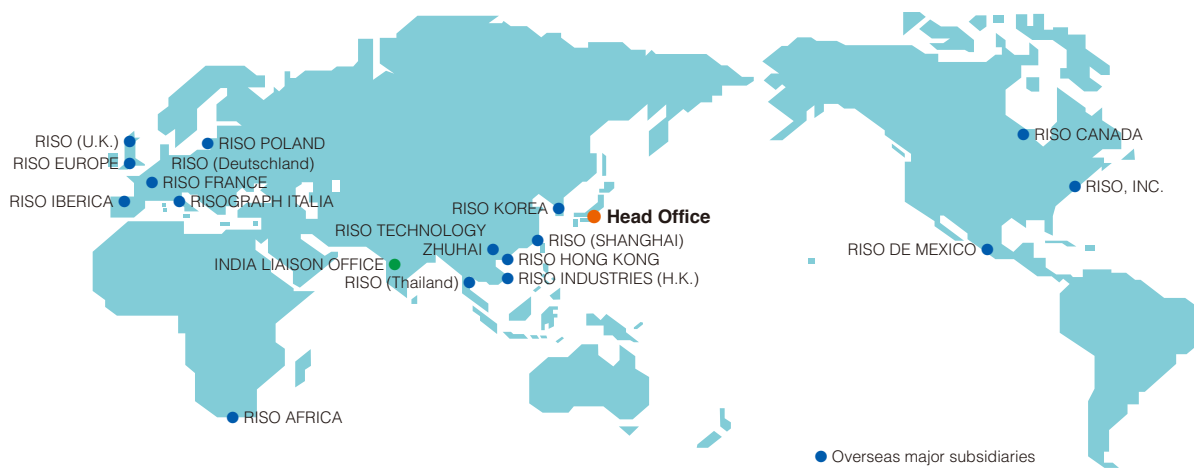 RISO (U.K.)
RISO POLAND
RISO EUROPE
RISO (Deutschland)
RISO FRANCE
RISO IBERICA
RISOGRAPH ITALIA
RISO KOREA
Head Office
RISO TECHNOLOGY
ZHUHAI
RISO (SHANGHAI)
RISO HONG KONG
INDIA LIAISON OFFICE
RISO (Thailand)
RISO INDUSTRIES (H.K.)
RISO AFRICA
RISO CANADA
RISO, INC.
RISO DE MEXICO
Overseas major subsidiaries